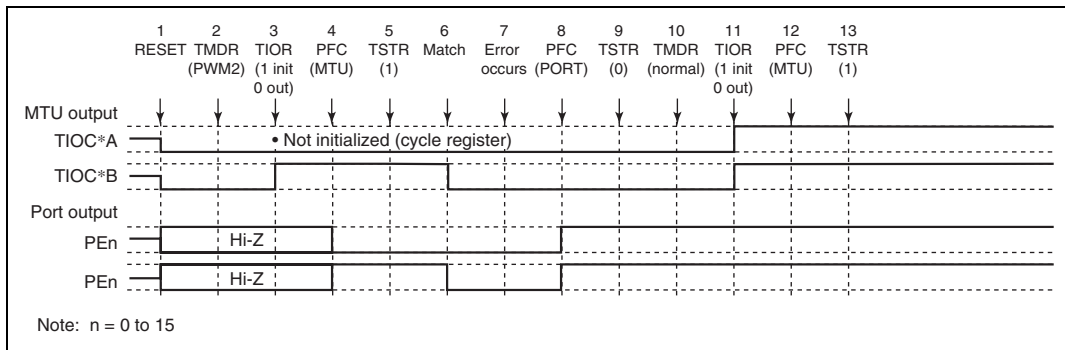 1 2 3 4 5 6 7 8 9 10 11 12 13
RESET TMDR TIOR PFC TSTR Match Error PFC TSTR TMDR TIOR PFC TSTR
(PWM2) (1 init (MTU) (1) occurs (PORT) (0) (normal) (1 init (MTU) (1)
0 out) 0 out)
MTU output
TIOC*A • Not initialized (cycle register)
TIOC*B
Port output
PEn Hi-Z
PEn Hi-Z
Note: n = 0 to 15